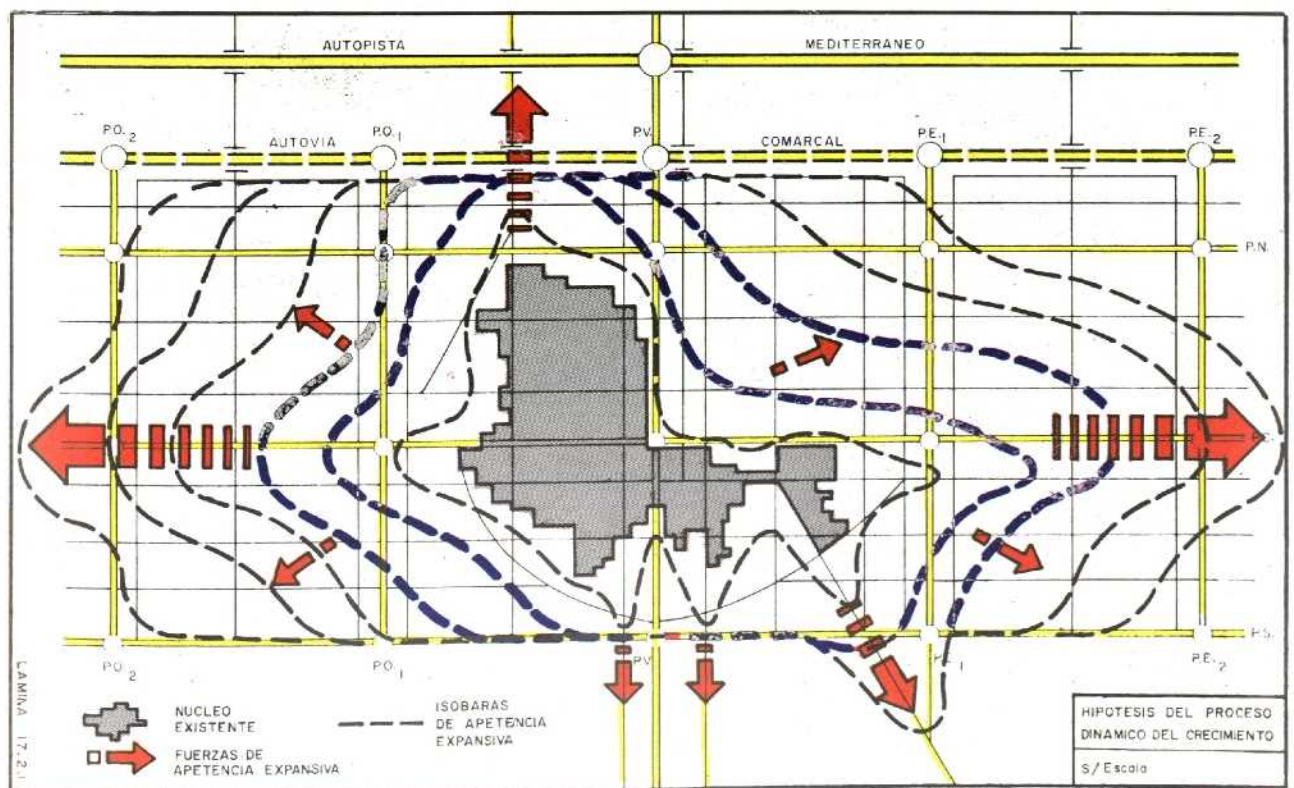 AUTOPISTA MEDITERRANEO
P.O.2 P.O.1 P.V. P.E.1 P.E.2
AUTOVIA COMARCAL
P.N.
P.S.
P.O.2 P.O.1 P.V. P.E.2
LAMINA 17.2.1
NUCLEO
EXISTENTE
FUERZAS DE
APETENCIA EXPANSIVA
ISOBARAS
DE APETENCIA
EXPANSIVA
HIPOTESIS DEL PROCESO
DINAMICO DEL CRECIMIENTO
S/Escala